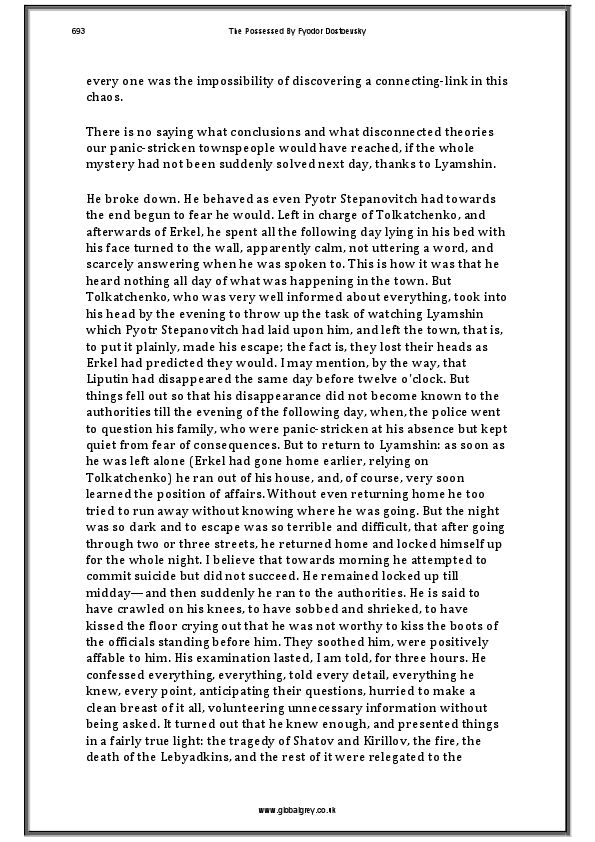 693
The Possessed By Fyodor Dostoevsky
every one was the impossibility of discovering a connecting-link in this
chaos.
There is no saying what conclusions and what disconnected theories
our panic-stricken townspeople would have reached, if the whole
mystery had not been suddenly solved next day, thanks to Lyamshin.
He broke down. He behaved as even Pyotr Stepanovitch had towards
the end begun to fear he would. Left in charge of Tolkatchenko, and
afterwards of Erkel, he spent all the following day lying in his bed with
his face turned to the wall, apparently calm, not uttering a word, and
scarcely answering when he was spoken to. This is how it was that he
heard nothing all day of what was happening in the town. But
Tolkatchenko, who was very well informed about everything, took into
his head by the evening to throw up the task of watching Lyamshin
which Pyotr Stepanovitch had laid upon him, and left the town, that is,
to put it plainly, made his escape; the fact is, they lost their heads as
Erkel had predicted they would. I may mention, by the way, that
Liputin had disappeared the same day before twelve o'clock. But
things fell out so that his disappearance did not become known to the
authorities till the evening of the following day, when, the police went
to question his family, who were panic-stricken at his absence but kept
quiet from fear of consequences. But to return to Lyamshin: as soon as
he was left alone (Erkel had gone home earlier, relying on
Tolkatchenko) he ran out of his house, and, of course, very soon
learned the position of affairs. Without even returning home he too
tried to run away without knowing where he was going. But the night
was so dark and to escape was so terrible and difficult, that after going
through two or three streets, he returned home and locked himself up
for the whole night. I believe that towards morning he attempted to
commit suicide but did not succeed. He remained locked up till
midday—and then suddenly he ran to the authorities. He is said to
have crawled on his knees, to have sobbed and shrieked, to have
kissed the floor crying out that he was not worthy to kiss the boots of
the officials standing before him. They soothed him, were positively
affable to him. His examination lasted, I am told, for three hours. He
confessed everything, everything, told every detail, everything he
knew, every point, anticipating their questions, hurried to make a
clean breast of it all, volunteering unnecessary information without
being asked. It turned out that he knew enough, and presented things
in a fairly true light: the tragedy of Shatov and Kirillov, the fire, the
death of the Lebyadkins, and the rest of it were relegated to the
www.globalgrey.co.uk